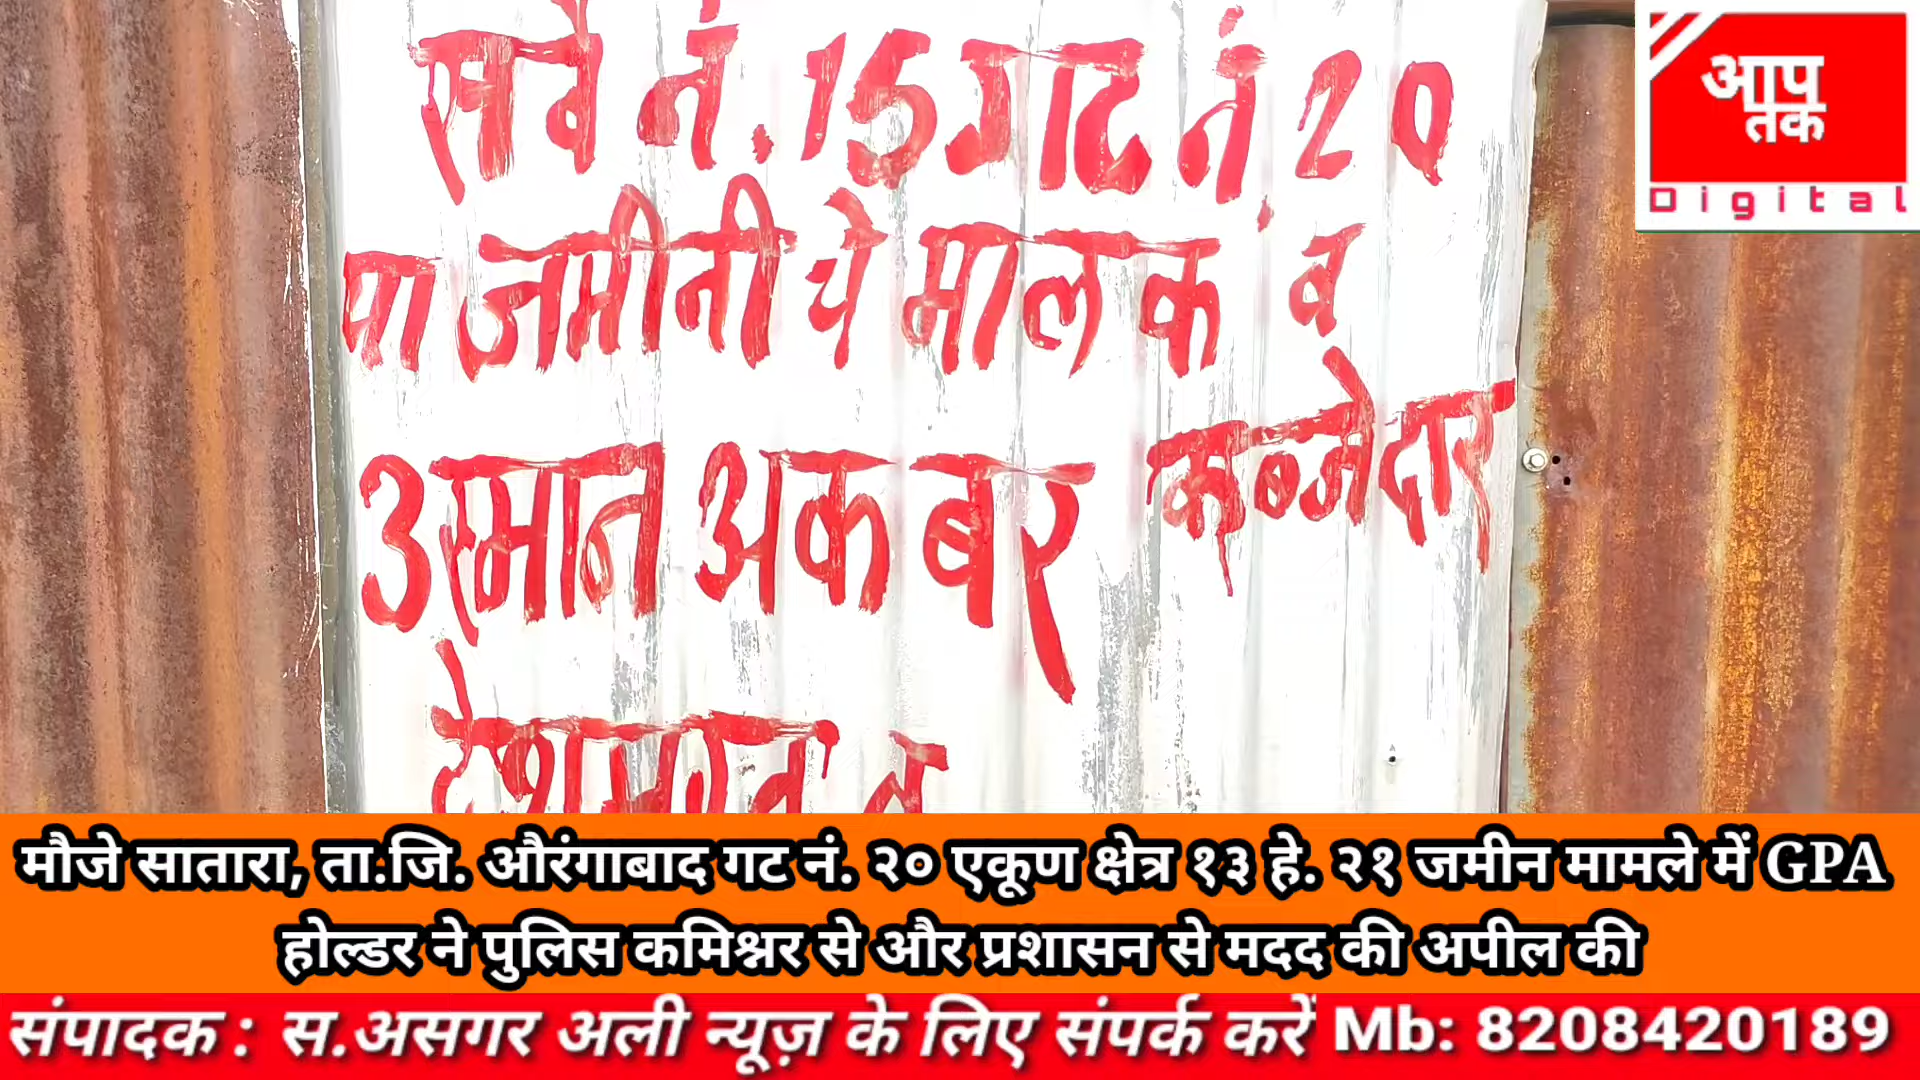 सर्वे नं. 15 गट नं 20
या जमीनीचे मालक व
कब्जेदार
उस्मान अकबर
आप
तक
Digital
मौजे सातारा, ता.जि. औरंगाबाद गट नं. २० एकूण क्षेत्र १३ हे. २१ जमीन मामले में GPA
होल्डर ने पुलिस कमिश्नर से और प्रशासन से मदद की अपील की
संपादक : स.असगर अली न्यूज़ के लिए संपर्क करें Mb: 8208420189